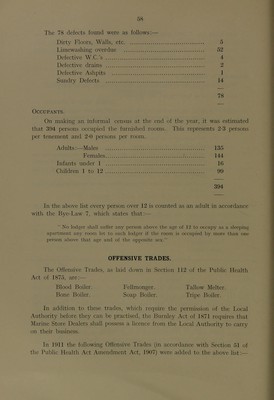 58
The 78 defects found were as follows:—
Dirty Floors, Walls, etc. ... 5
Limewashing overdue ... 52
Defective W.C.'s ... 4
Defective drains ... 2
Defective Ashpits ... 1
Sundry Defects ... 14
78
OCCUPANTS.
On making an informal census at the end of the year, it was estimated
that 394 persons occupied the furnished rooms. This represents 2·3 persons
per tenement and 2·0 persons per room.
Adults:—Males ... 135
Females ... 144
Infants under 1 ... 16
Children 1 to 12 ... 99
394
In the above list every person over 12 is counted as an adult in accordance
with the Bye-Law 7, which states that:—
" No lodger shall suffer any person above the age of 12 to occupy as a sleeping
apartment any room let to such lodger if the room is occupied by more than one
person above that age and of the opposite sex."
OFFENSIVE TRADES.
The Offensive Trades, as laid down in Section 112 of the Public Health
Act of 1875, are:—
Blood Boiler. Fellmonger. Tallow Melter.
Bone Boiler. Soap Boiler. Tripe Boiler.
In addition to these trades, which require the permission of the Local
Authority before they can be practised, the Burnley Act of 1871 requires that
Marine Store Dealers shall possess a licence from the Local Authority to carry
on their business.
In 1911 the following Offensive Trades (in accordance with Section 51 of
the Public Health Act Amendment Act, 1907) were added to the above list:—